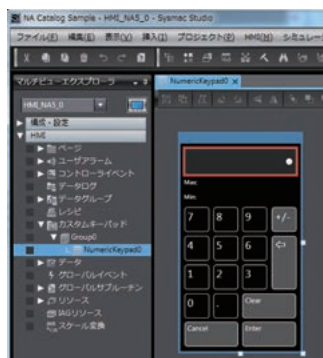 NA Catalog Sample - HMI_NA5_0 - Sysmac Studio
ファイル(F) 編集(E) 表示(V) 挿入(I) プロジェクト(P) HMI(H) シミュレー
マルチビューエクスプローラ
NumericKeypad0
HMI_NA5_0
構成・設定
HMI
ページ
ユーザアラーム
コントローライベント
データログ
データグループ
レシピ
カスタムキーパッド
Group0
NumericKeypad0
データ
グローバルイベント
グローバルサブルーチン
リソース
IAGリソース
スケール変換
Max:
Min:
7 8 9 +/-
4 5 6
1 2 3
0 . Clear
Cancel Enter